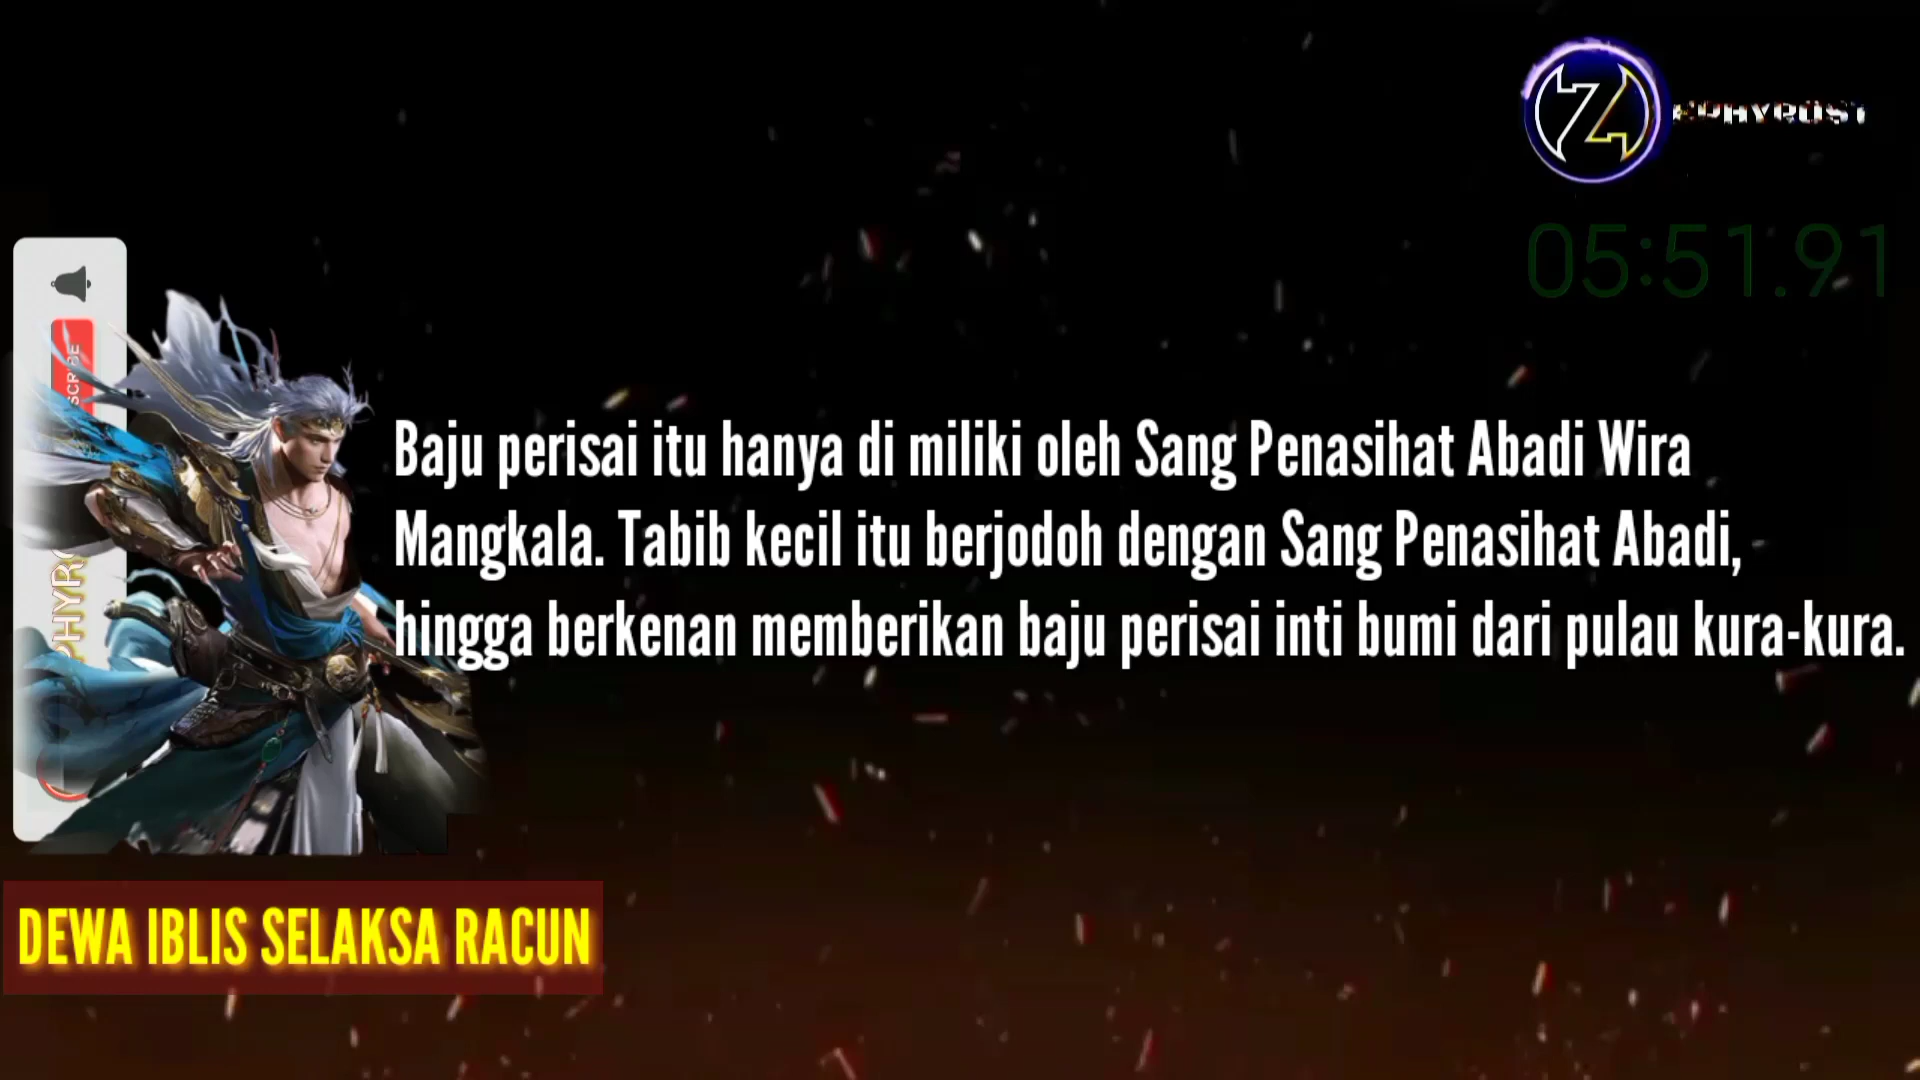 05:51.91
Baju perisai itu hanya di miliki oleh Sang Penasihat Abadi Wira
Mangkala. Tabib kecil itu berjodoh dengan Sang Penasihat Abadi,
hingga berkenan memberikan baju perisai inti bumi dari pulau kura-kura.
DEWA IBLIS SELAKSA RACUN